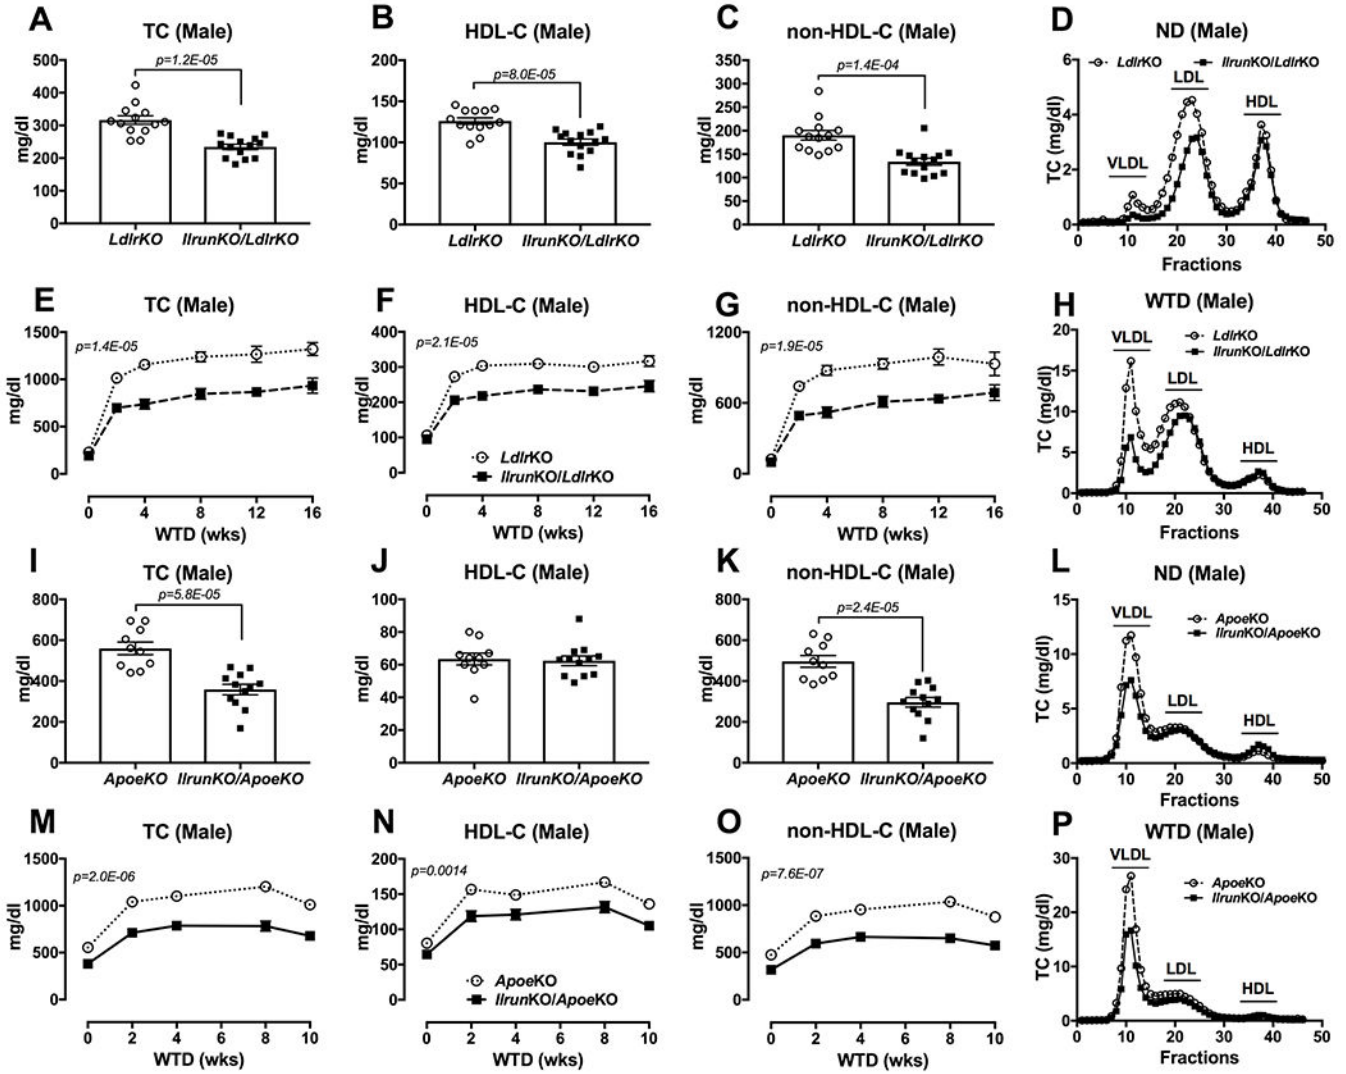 A
TC (Male)
p=1.2E-05
mg/dl
500
400
300
200
100
0
LdlrKO
IlrunKO/LdlrKO
B
HDL-C (Male)
p=8.0E-05
mg/dl
200
150
100
50
0
LdlrKO
IlrunKO/LdlrKO
C
non-HDL-C (Male)
p=1.4E-04
mg/dl
350
300
250
200
150
100
50
0
LdlrKO
IlrunKO/LdlrKO
D
ND (Male)
LdlrKO
IlrunKO/LdlrKO
VLDL
LDL
HDL
TC (mg/dl)
6
4
2
0
0 10 20 30 40 50
Fractions
E
TC (Male)
p=1.4E-05
mg/dl
1500
1000
500
0
0 4 8 12 16
WTD (wks)
F
HDL-C (Male)
p=2.1E-05
mg/dl
400
300
200
100
0
LdlrKO
IlrunKO/LdlrKO
0 4 8 12 16
WTD (wks)
G
non-HDL-C (Male)
p=1.9E-05
mg/dl
1200
600
0
0 4 8 12 16
WTD (wks)
H
WTD (Male)
LdlrKO
IlrunKO/LdlrKO
VLDL
LDL
HDL
TC (mg/dl)
20
15
10
5
0
0 10 20 30 40 50
Fractions
I
TC (Male)
p=5.8E-05
mg/dl
800
600
400
200
0
ApoeKO
IlrunKO/ApoeKO
J
HDL-C (Male)
mg/dl
100
80
60
40
20
0
ApoeKO
IlrunKO/ApoeKO
K
non-HDL-C (Male)
p=2.4E-05
mg/dl
800
600
400
200
0
ApoeKO
IlrunKO/ApoeKO
L
ND (Male)
VLDL
ApoeKO
IlrunKO/ApoeKO
LDL
HDL
TC (mg/dl)
15
10
5
0
0 10 20 30 40 50
Fractions
M
TC (Male)
p=2.0E-06
mg/dl
1500
1000
500
0
0 2 4 6 8 10
WTD (wks)
N
HDL-C (Male)
p=0.0014
mg/dl
200
150
100
50
0
ApoeKO
IlrunKO/ApoeKO
0 2 4 6 8 10
WTD (wks)
O
non-HDL-C (Male)
p=7.6E-07
mg/dl
1500
1000
500
0
0 2 4 6 8 10
WTD (wks)
P
WTD (Male)
VLDL
ApoeKO
IlrunKO/ApoeKO
LDL
HDL
TC (mg/dl)
30
20
10
0
0 10 20 30 40 50
Fractions